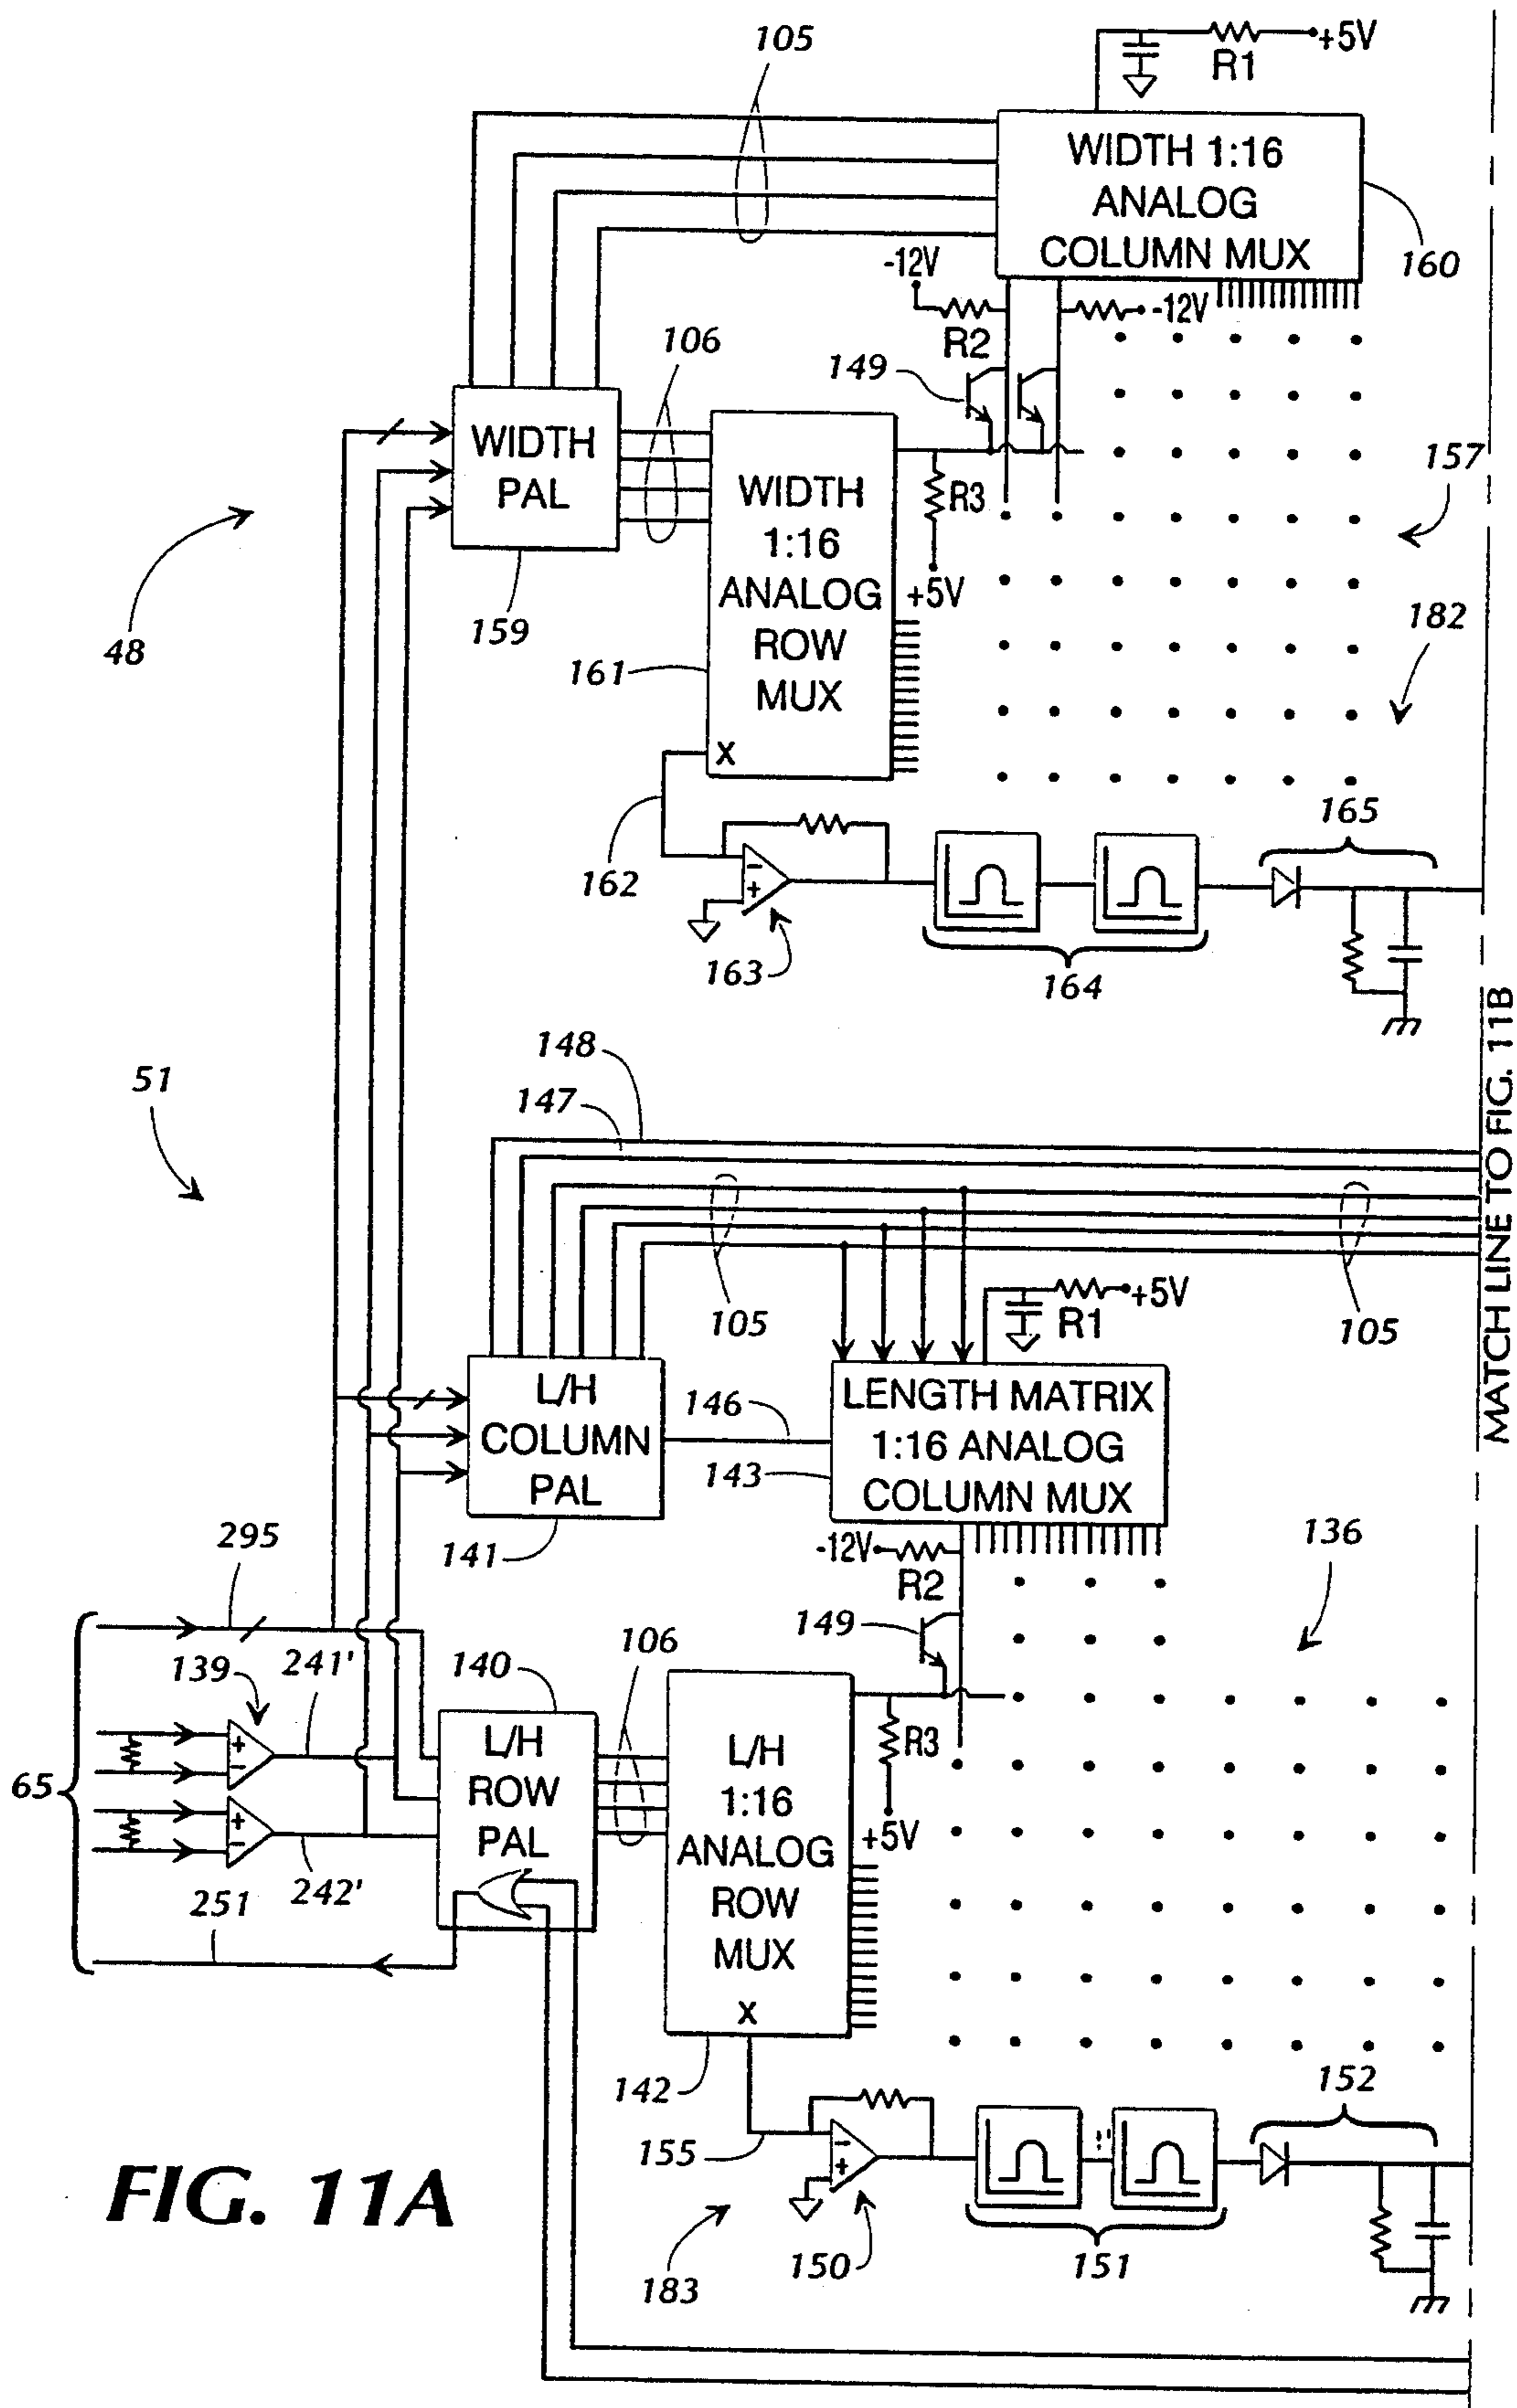 105
+5V
R1
WIDTH 1:16
ANALOG
COLUMN MUX
160
-12V
R2
-12V
106
149
WIDTH
PAL
159
48
WIDTH
1:16
ANALOG
ROW
MUX
X
161
R3
+5V
157
182
162
163
164
165
148
147
51
105
105
+5V
R1
L/H
COLUMN
PAL
141
146
143
LENGTH MATRIX
1:16 ANALOG
COLUMN MUX
-12V
R2
149
136
295
139
241'
140
106
65
L/H
ROW
PAL
L/H
1:16
ANALOG
ROW
MUX
X
R3
+5V
242'
251
142
155
150
151
152
183
MATCH LINE TO FIG. 11B
FIG. 11A